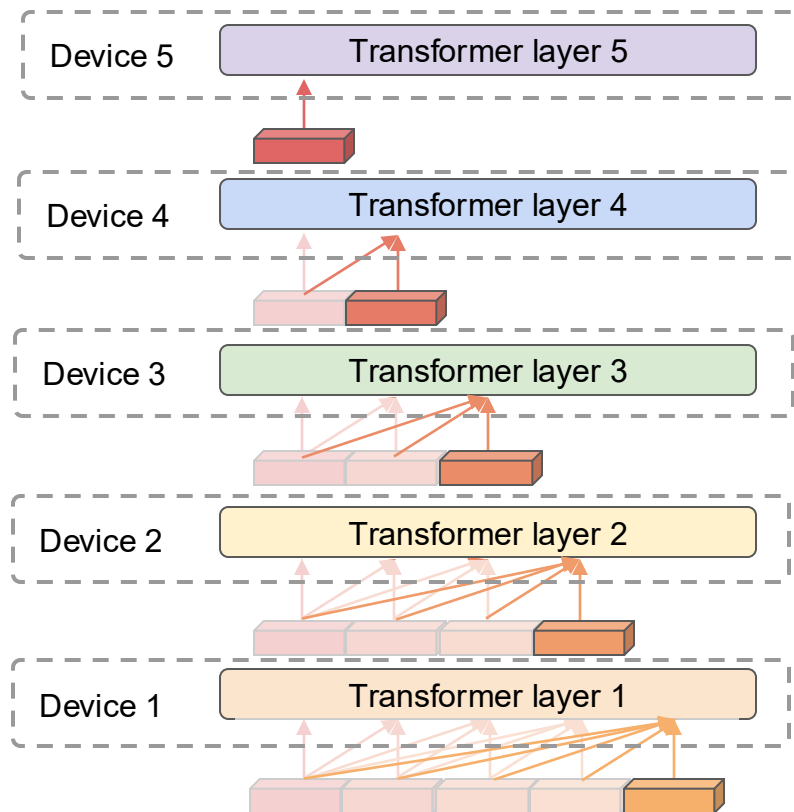 Device 5
Transformer layer 5
Device 4
Transformer layer 4
Device 3
Transformer layer 3
Device 2
Transformer layer 2
Device 1
Transformer layer 1